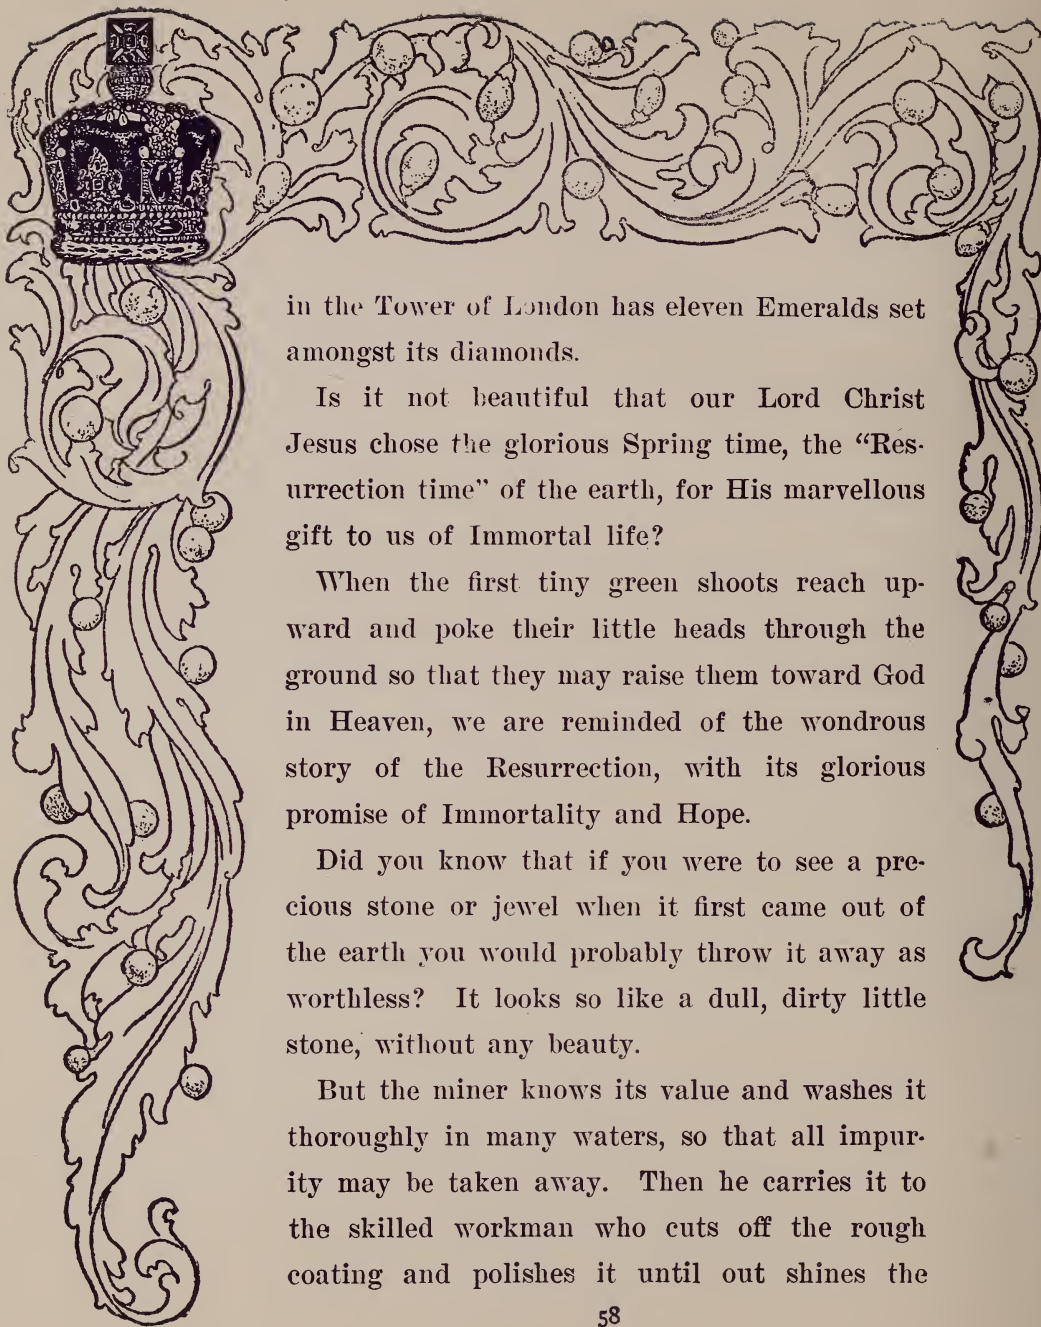 in the Tower of London has eleven Emeralds set
amongst its diamonds.
Is it not beautiful that our Lord Christ
Jesus chose the glorious Spring time, the “Res-
urrection time” of the earth, for His marvellous
gift to us of Immortal life?
When the first tiny green shoots reach up-
ward and poke their little heads through the
ground so that they may raise them toward God
in Heaven, we are reminded of the wondrous
story of the Resurrection, with its glorious
promise of Immortality and Hope.
Did you know that if you were to see a pre-
cious stone or jewel when it first came out of
the earth you would probably throw it away as
worthless? It looks so like a dull, dirty little
stone, without any beauty.
But the miner knows its value and washes it
thoroughly in many waters, so that all impur-
ity may be taken away. Then he carries it to
the skilled workman who cuts off the rough
coating and polishes it until out shines the
58